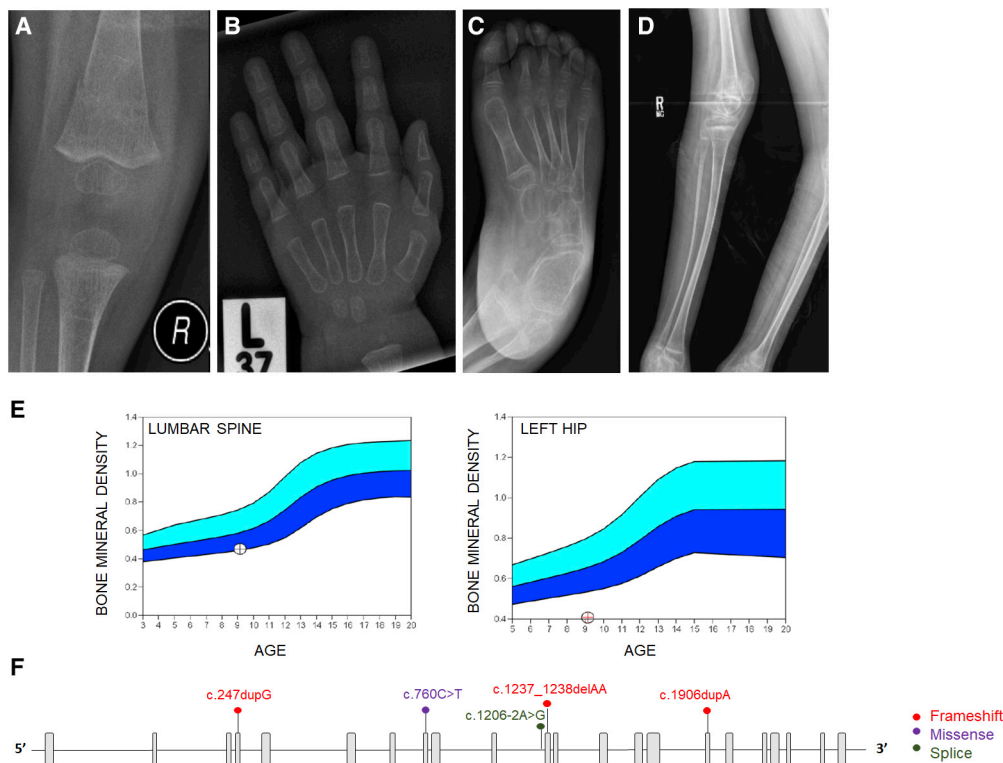 A
B
C
D
R
L
37
R
E
LUMBAR SPINE
BONE MINERAL DENSITY
1.4
1.2
1.0
0.8
0.6
0.4
0.2
0.0
3 4 5 6 7 8 9 10 11 12 13 14 15 16 17 18 19 20
AGE
LEFT HIP
BONE MINERAL DENSITY
1.4
1.2
1.0
0.8
0.6
0.4
5 6 7 8 9 10 11 12 13 14 15 16 17 18 19 20
AGE
F
c.247dupG
c.760C>T
c.1237_1238delAA
c.1206-2A>G
c.1906dupA
5’
3’
Frameshift
Missense
Splice